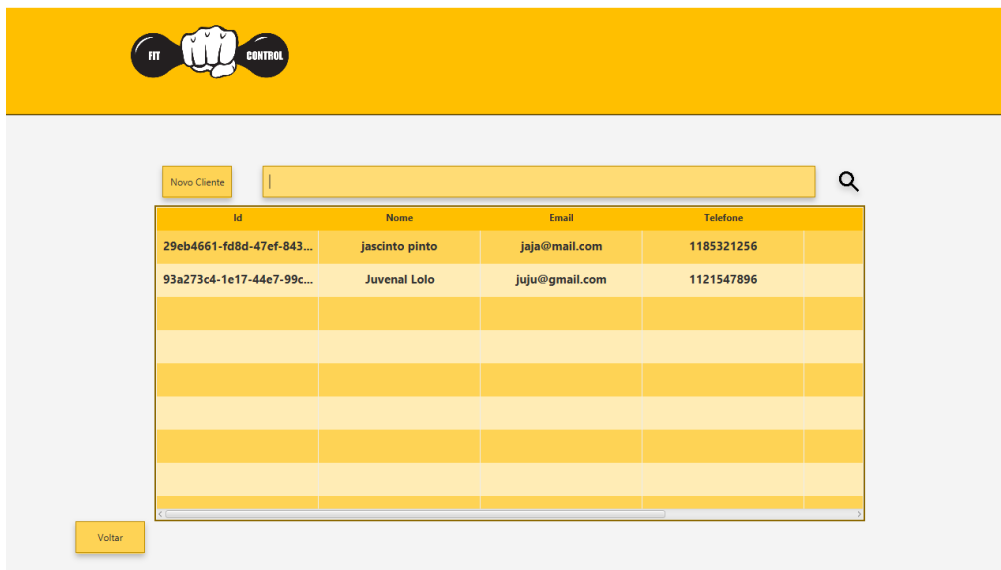 FIT CONTROL
Novo Cliente
Id Nome Email Telefone
29eb4661-fd8d-47ef-843... jascinto pinto jaja@mail.com 1185321256
93a273c4-1e17-44e7-99c... Juvenal Lolo juju@gmail.com 1121547896
Voltar